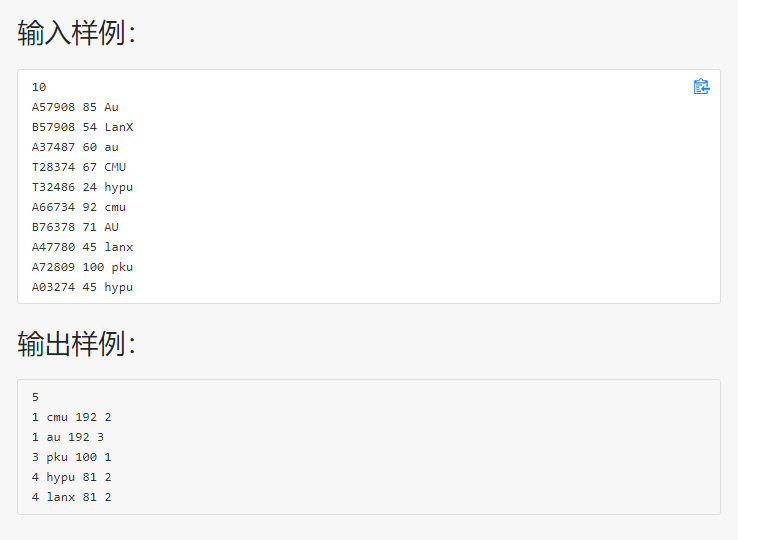 输入样例：
10
A57908 85 Au
B57908 54 LanX
A37487 60 au
T28374 67 CMU
T32486 24 hypu
A66734 92 cmu
B76378 71 AU
A47780 45 lanx
A72809 100 pku
A03274 45 hypu
输出样例：
5
1 cmu 192 2
1 au 192 3
3 pku 100 1
4 hypu 81 2
4 lanx 81 2